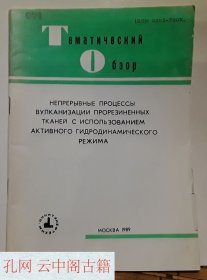 Тематический
Обзор
НЕПРЕРЫВНЫЕ ПРОЦЕССЫ
ВУЛКАНИЗАЦИИ ПРОРЕЗИНЕННЫХ
ТКАНЕЙ С ИСПОЛЬЗОВАНИЕМ
АКТИВНОГО ГИДРОДИНАМИЧЕСКОГО
РЕЖИМА
МОСКВА 1989
孔网 云中阁古籍